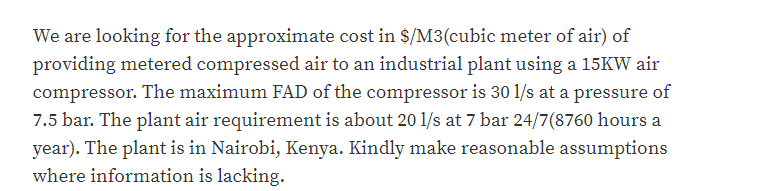 We are looking for the approximate cost in $/M3(cubic meter of air) of
providing metered compressed air to an industrial plant using a 15KW air
compressor. The maximum FAD of the compressor is 30 l/s at a pressure of
7.5 bar. The plant air requirement is about 20 l/s at 7 bar 24/7(8760 hours a
year). The plant is in Nairobi, Kenya. Kindly make reasonable assumptions
where information is lacking.